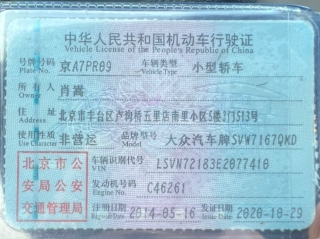 中华人民共和国机动车行驶证
Vehicle License of the People's Republic of China
号牌号码 京A7PR09 车辆类型 小型轿车
Plate No. Vehicle Type
所有人 肖嵩
Owner
住址 北京市丰台区卢沟桥五里店南里小区5楼2门513号
Address
使用性质 非营运 品牌型号 大众汽车牌SVW7167QMD
Use Character Model
北京市公安局公安交通管理局
车辆识别代号 LSVN72183E2077410
VIN
发动机号码 C46261
Engine No.
注册日期 2014-05-16 发证日期 2020-10-29
Register Date Issue Date